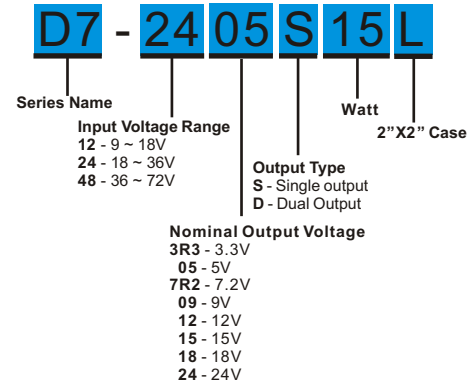 D7 - 24 05 S 15 L
Series Name
Input Voltage Range
12 - 9 ~ 18V
24 - 18 ~ 36V
48 - 36 ~ 72V
Nominal Output Voltage
3R3 - 3.3V
05 - 5V
7R2 - 7.2V
09 - 9V
12 - 12V
15 - 15V
18 - 18V
24 - 24V
Output Type
S - Single output
D - Dual Output
Watt
2”X2” Case